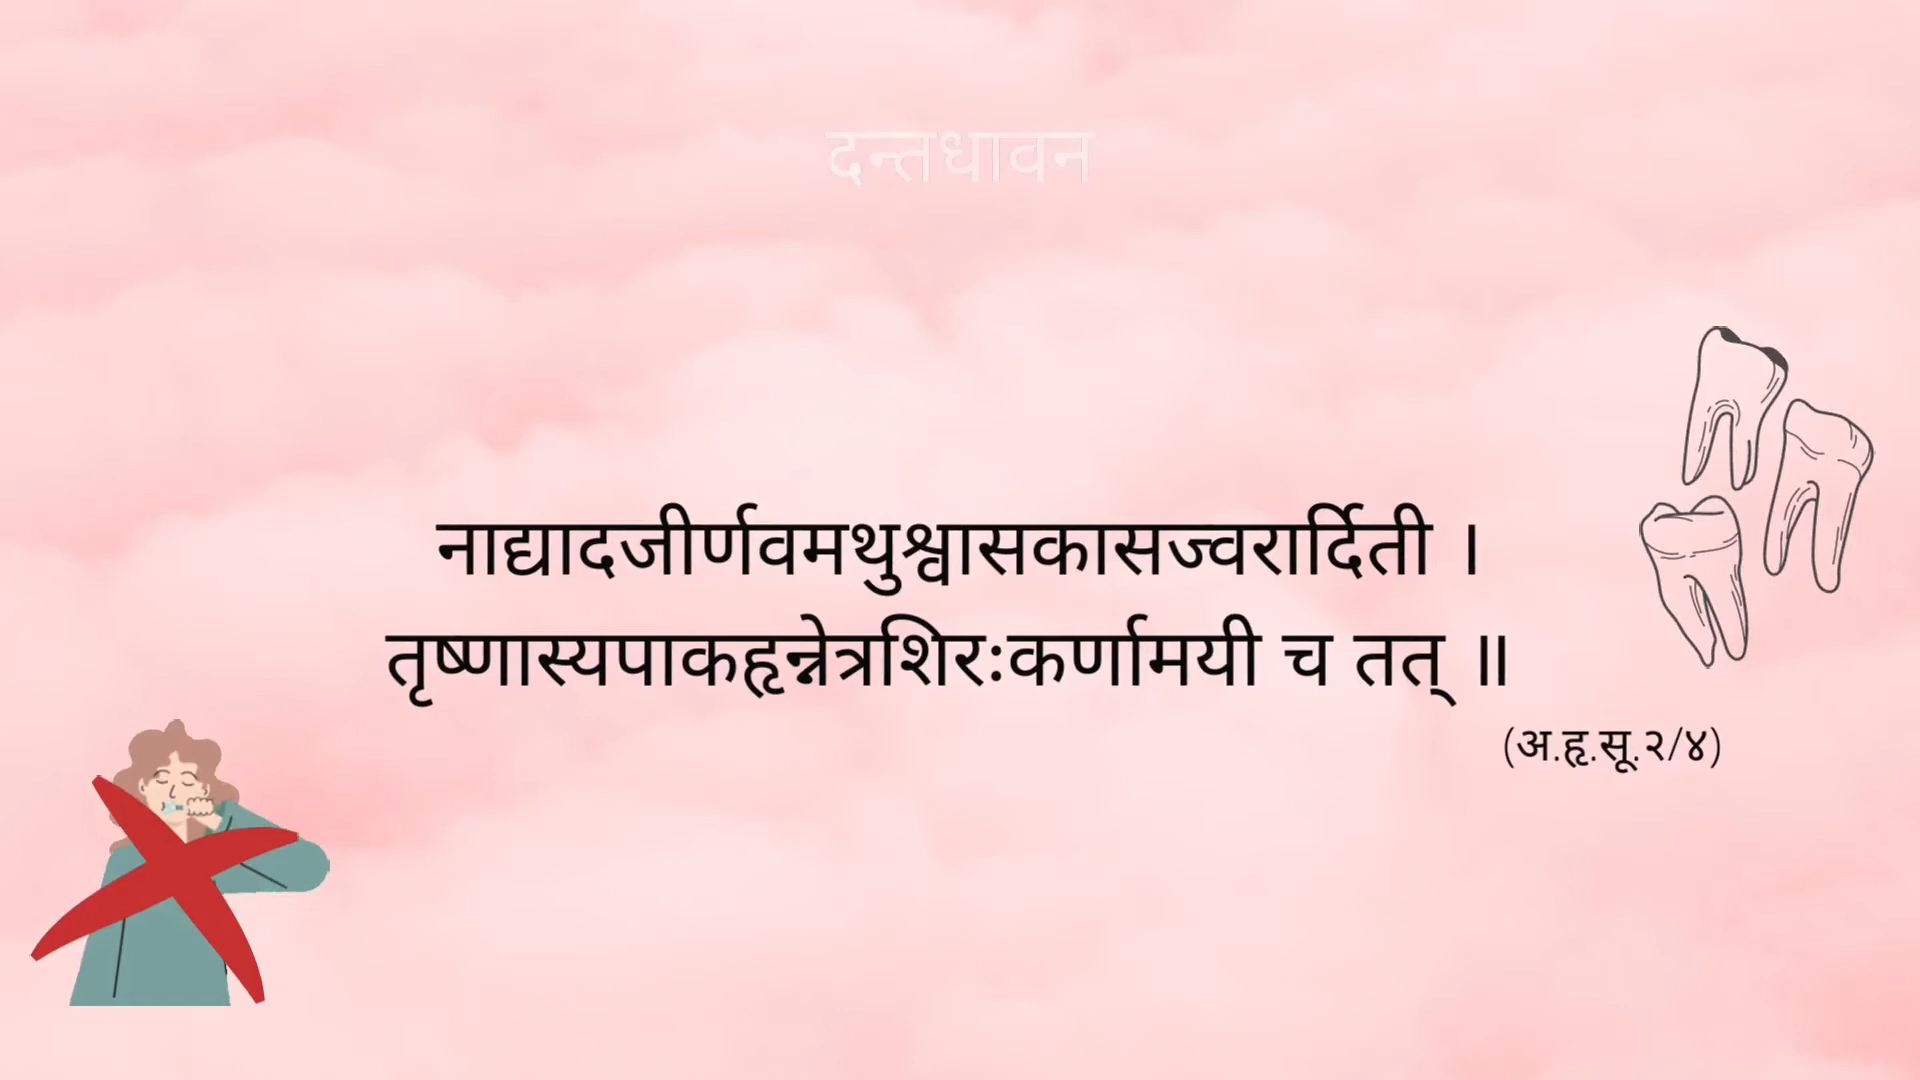 दन्तधावन
नाद्यादजीर्णवमथुश्वासकासज्वरार्दिती ।
तृष्णास्यपाकहृन्नेत्रशिरःकर्णामयी च तत् ॥
(अ.हृ.सू.२/४)